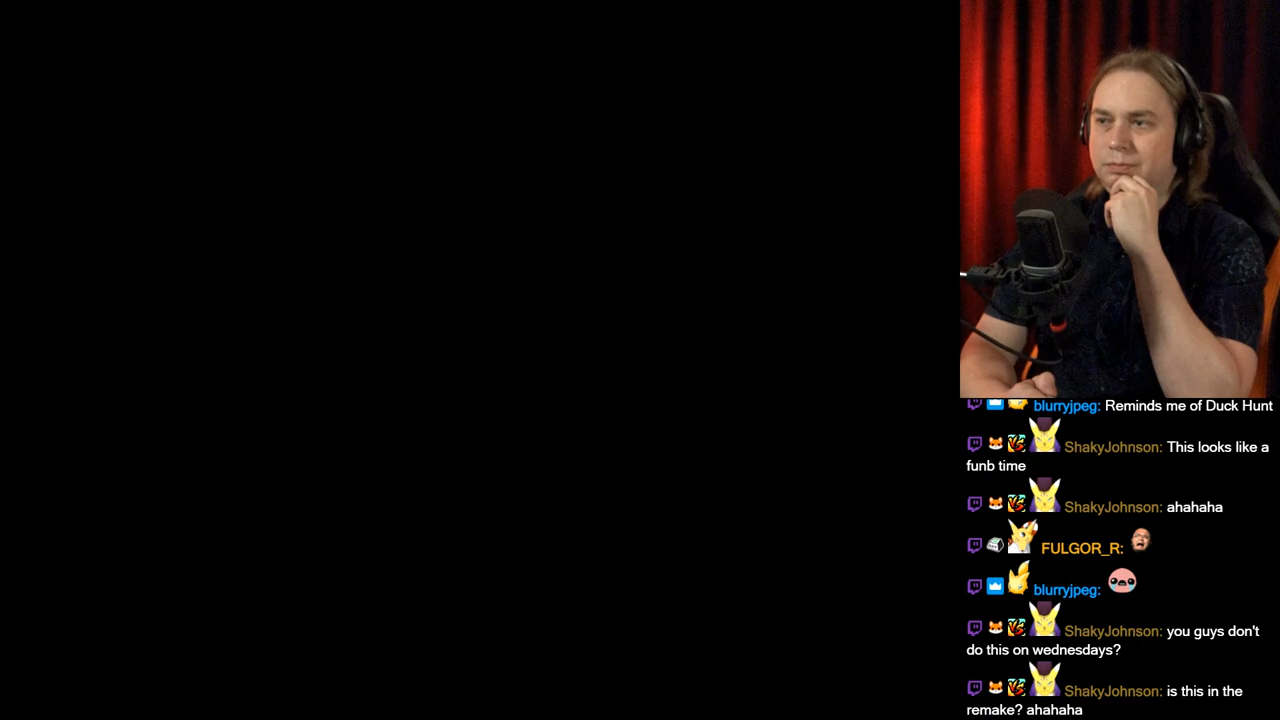 blurryjpeg: Reminds me of Duck Hunt
ShakyJohnson: This looks like a
funb time
ShakyJohnson: ahahaha
FULGOR_R:
blurryjpeg:
ShakyJohnson: you guys don't
do this on wednesdays?
ShakyJohnson: is this in the
remake? ahahaha